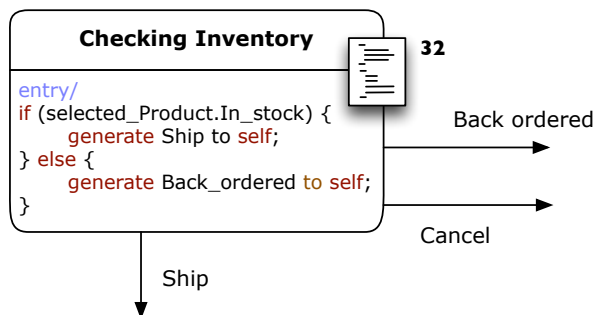 Checking Inventory
32
entry/
if (selected_Product.In_stock) {
generate Ship to self;
} else {
generate Back_ordered to self;
}
Back ordered
Cancel
Ship